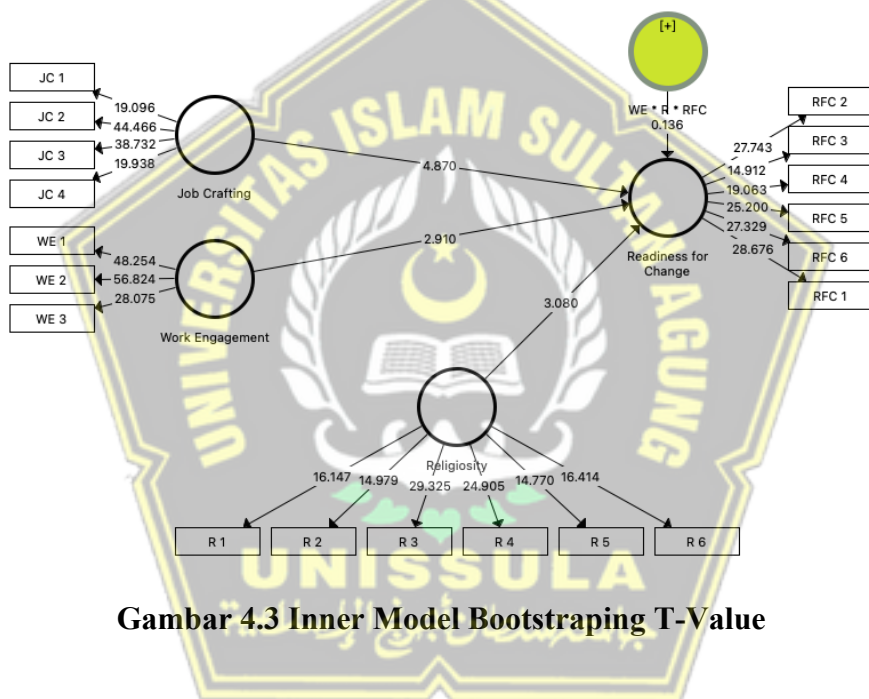 [+]
JC 1
JC 2
JC 3
JC 4
19.096
44.466
38.732
19.938
Job Crafting
WE 1
WE 2
WE 3
48.254
56.824
28.075
Work Engagement
4.870
2.910
3.080
WE * R * RFC
0.136
Readiness for
Change
27.743
14.912
19.063
25.200
27.329
28.676
RFC 2
RFC 3
RFC 4
RFC 5
RFC 6
RFC 1
Religiosity
16.147
14.979
29.325
24.905
14.770
16.414
R 1
R 2
R 3
R 4
R 5
R 6
UNIVERSITAS ISLAM SULTAN AGUNG
UNISSULA
Gambar 4.3 Inner Model Bootstraping T-Value